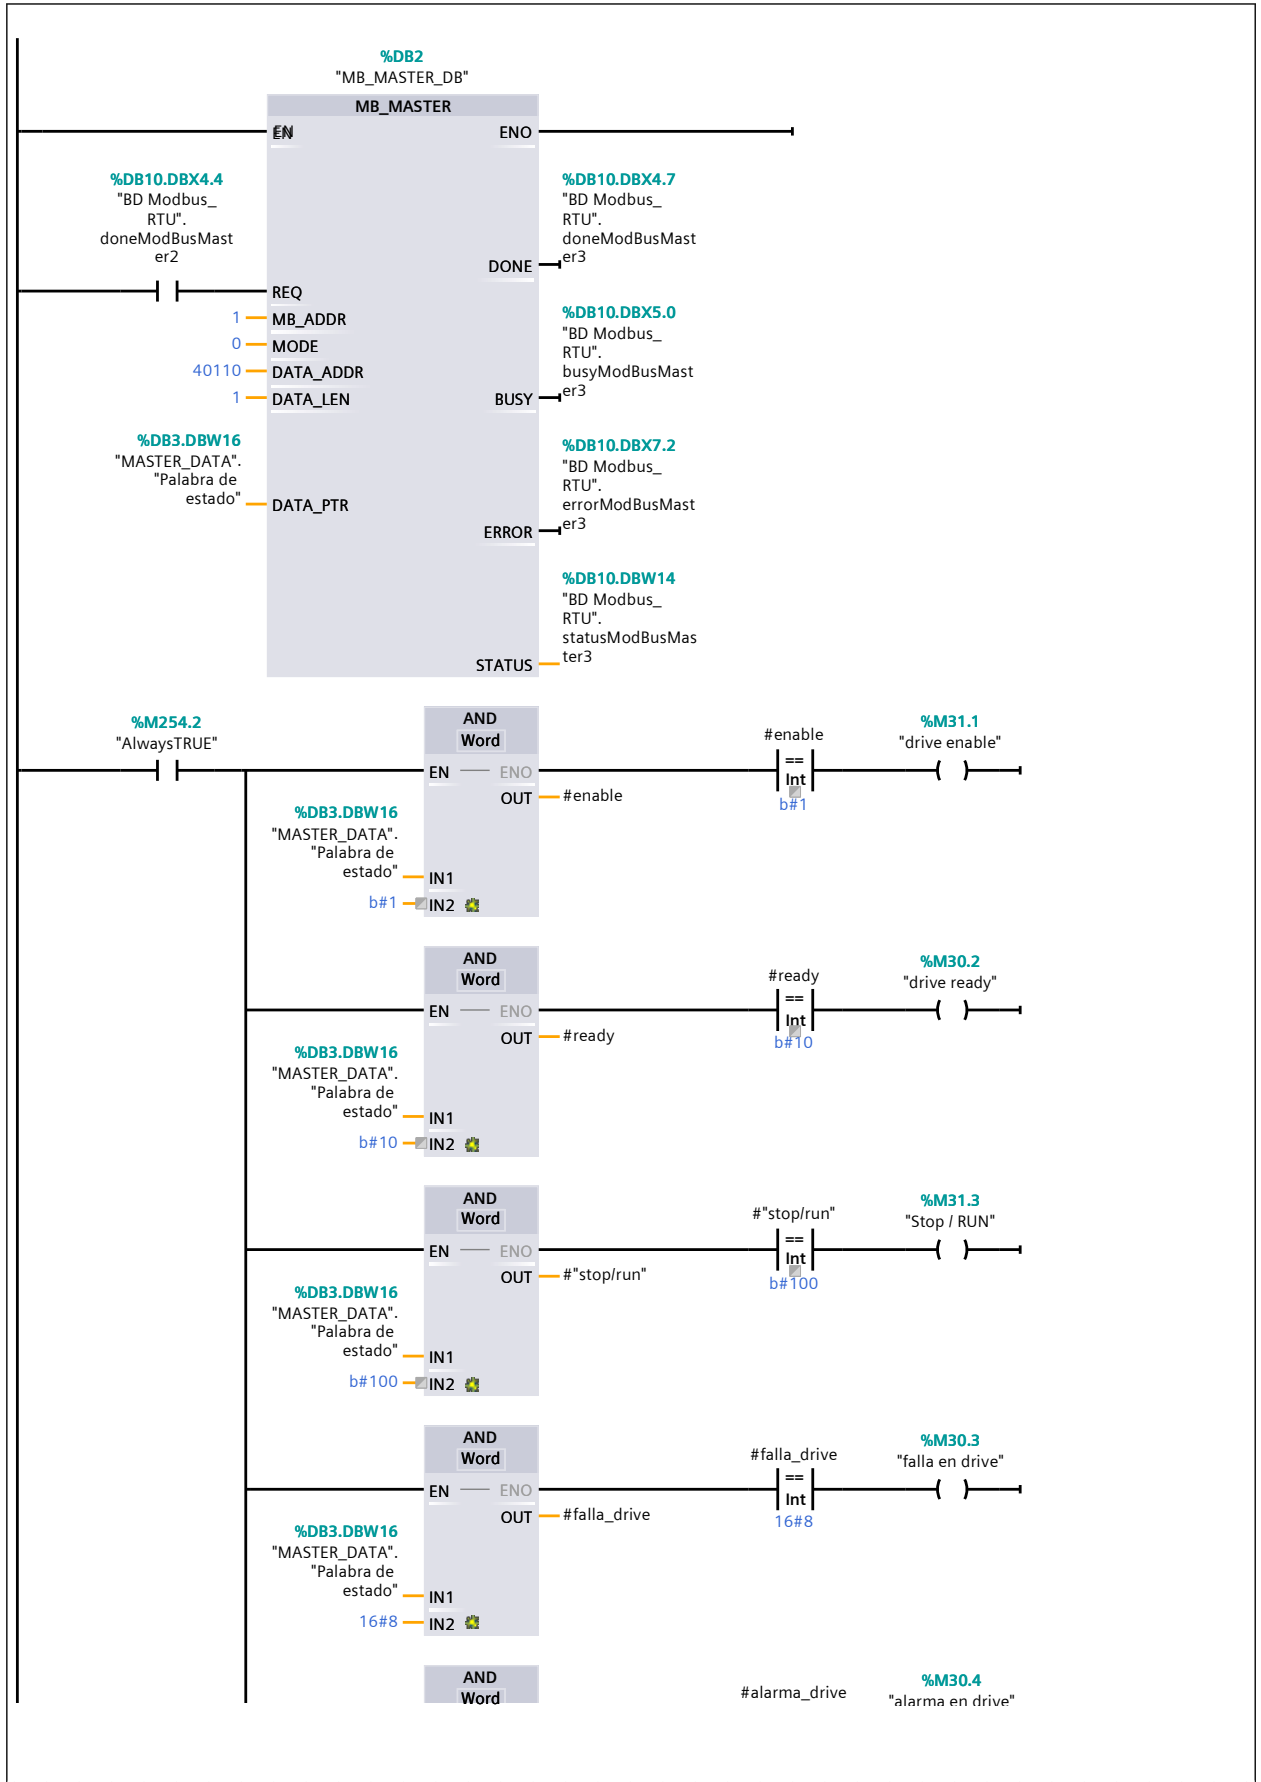 %DB2
"MB_MASTER_DB"
MB_MASTER
EN
ENO
%DB10.DBX4.4
"BD Modbus_
RTU".
doneModBusMast
er2
REQ
1
MB_ADDR
0
MODE
40110
DATA_ADDR
1
DATA_LEN
%DB3.DBW16
"MASTER_DATA".
"Palabra de
estado"
DATA_PTR
%DB10.DBX4.7
"BD Modbus_
RTU".
doneModBusMast
er3
DONE
%DB10.DBX5.0
"BD Modbus_
RTU".
busyModBusMast
er3
BUSY
%DB10.DBX7.2
"BD Modbus_
RTU".
errorModBusMast
er3
ERROR
%DB10.DBW14
"BD Modbus_
RTU".
statusModBusMas
ter3
STATUS
%M254.2
"AlwaysTRUE"
AND
Word
EN
ENO
OUT
#enable
%DB3.DBW16
"MASTER_DATA".
"Palabra de
estado"
IN1
b#1
IN2
#enable
==
Int
b#1
%M31.1
"drive enable"
AND
Word
EN
ENO
OUT
#ready
%DB3.DBW16
"MASTER_DATA".
"Palabra de
estado"
IN1
b#10
IN2
#ready
==
Int
b#10
%M30.2
"drive ready"
AND
Word
EN
ENO
OUT
#"stop/run"
%DB3.DBW16
"MASTER_DATA".
"Palabra de
estado"
IN1
b#100
IN2
#"stop/run"
==
Int
b#100
%M31.3
"Stop / RUN"
AND
Word
EN
ENO
OUT
#falla_drive
%DB3.DBW16
"MASTER_DATA".
"Palabra de
estado"
IN1
16#8
IN2
#falla_drive
==
Int
16#8
%M30.3
"falla en drive"
AND
Word
#alarma_drive
%M30.4
"alarma en drive"